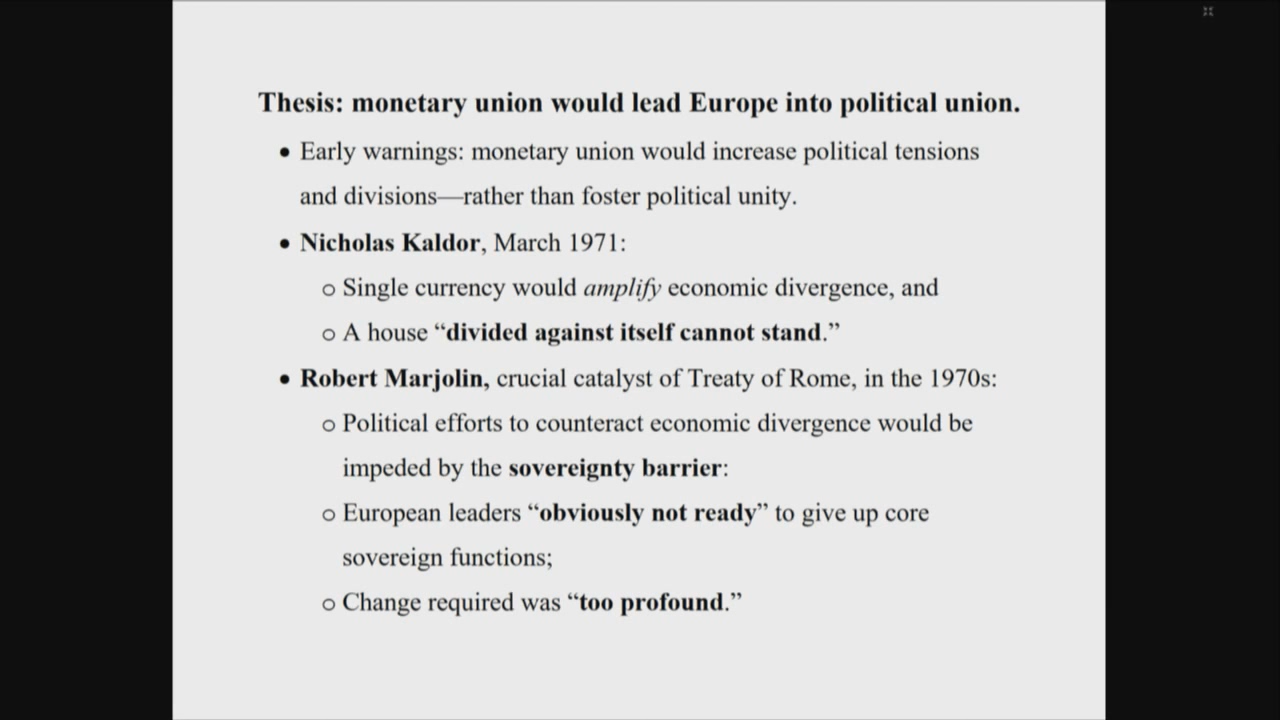 Thesis: monetary union would lead Europe into political union.
• Early warnings: monetary union would increase political tensions
and divisions—rather than foster political unity.
• Nicholas Kaldor, March 1971:
o Single currency would amplify economic divergence, and
o A house “divided against itself cannot stand.”
• Robert Marjolin, crucial catalyst of Treaty of Rome, in the 1970s:
o Political efforts to counteract economic divergence would be
impeded by the sovereignty barrier:
o European leaders “obviously not ready” to give up core
sovereign functions;
o Change required was “too profound.”